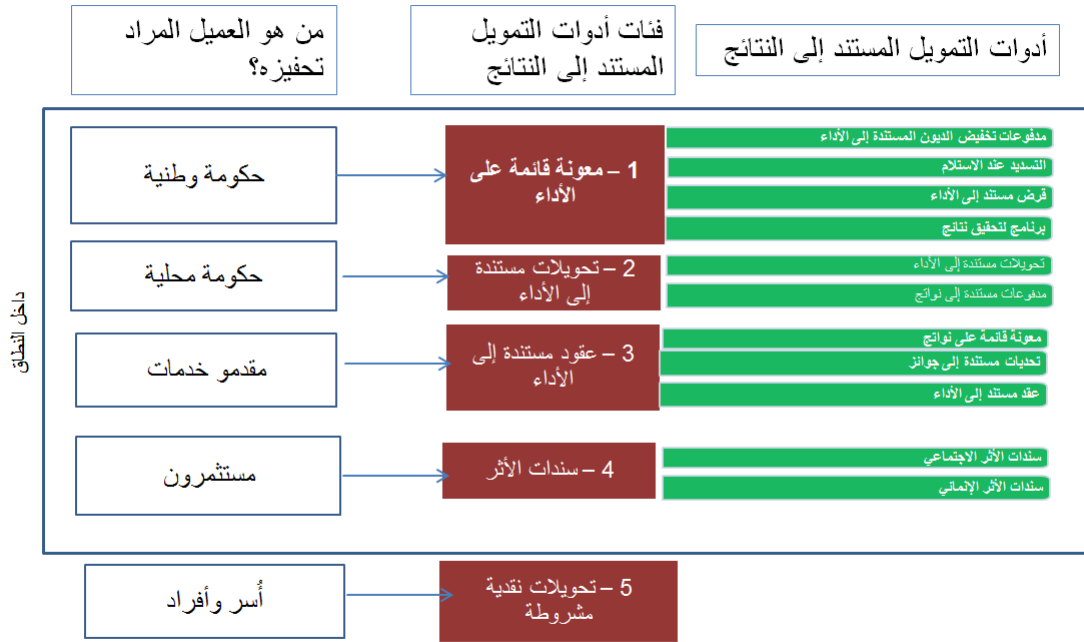 من هو العميل المراد
تحفيزه؟
فئات أدوات التمويل
المستند إلى النتائج
أدوات التمويل المستند إلى النتائج
داخل النطاق
حكومة وطنية
1 – معونة قائمة على
الأداء
مدفوعات تخفيض الديون المستندة إلى الأداء
التسديد عند الاستلام
قرض مستند إلى الأداء
برنامج لتحقيق نتائج
حكومة محلية
2 – تحويلات مستندة
إلى الأداء
تحويلات مستندة إلى الأداء
مدفوعات مستندة إلى نواتج
مقدمو خدمات
3 – عقود مستندة إلى
الأداء
معونة قائمة على نواتج
تحديات مستندة إلى جوائز
عقد مستند إلى الأداء
مستثمرون
4 – سندات الأثر
سندات الأثر الاجتماعي
سندات الأثر الإنمائي
أُسر وأفراد
5 – تحويلات نقدية
مشروطة